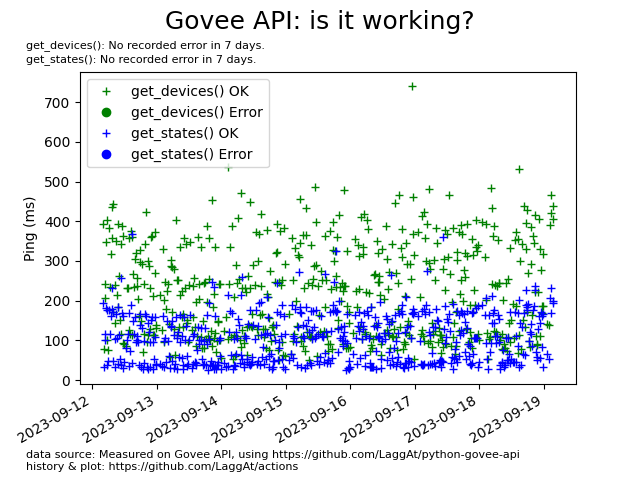 Govee API: is it working?
get_devices(): No recorded error in 7 days.
get_states(): No recorded error in 7 days.
get_devices() OK
get_devices() Error
get_states() OK
get_states() Error
Ping (ms)
700
600
500
400
300
200
100
0
2023-09-12
2023-09-13
2023-09-14
2023-09-15
2023-09-16
2023-09-17
2023-09-18
2023-09-19
data source: Measured on Govee API, using https://github.com/LaggAt/python-govee-api
history & plot: https://github.com/LaggAt/actions